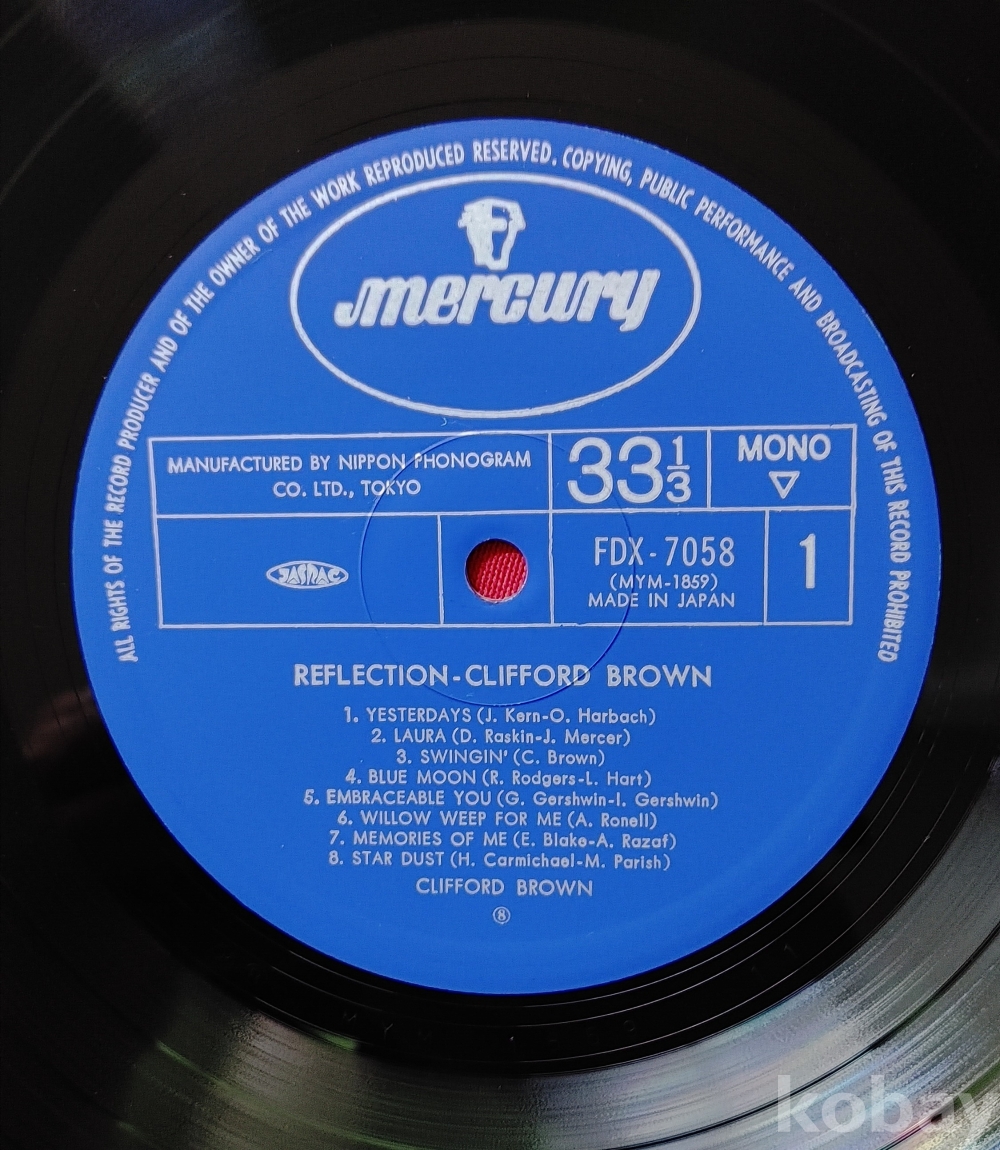 ALL RIGHTS OF THE RECORD PRODUCER AND OF THE OWNER OF THE WORK REPRODUCED RESERVED. COPYING, PUBLIC PERFORMANCE AND BROADCASTING OF THIS RECORD PROHIBITED
mercury
MANUFACTURED BY NIPPON PHONOGRAM
CO. LTD., TOKYO
33 1/3
MONO
▽
JASRAC
FDX-7058
(MYM-1859)
MADE IN JAPAN
1
REFLECTION-CLIFFORD BROWN
1. YESTERDAYS (J. Kern-O. Harbach)
2. LAURA (D. Raskin-J. Mercer)
3. SWINGIN' (C. Brown)
4. BLUE MOON (R. Rodgers-L. Hart)
5. EMBRACEABLE YOU (G. Gershwin-I. Gershwin)
6. WILLOW WEEP FOR ME (A. Ronell)
7. MEMORIES OF ME (E. Blake-A. Razaf)
8. STAR DUST (H. Carmichael-M. Parish)
CLIFFORD BROWN
⑧
kobay